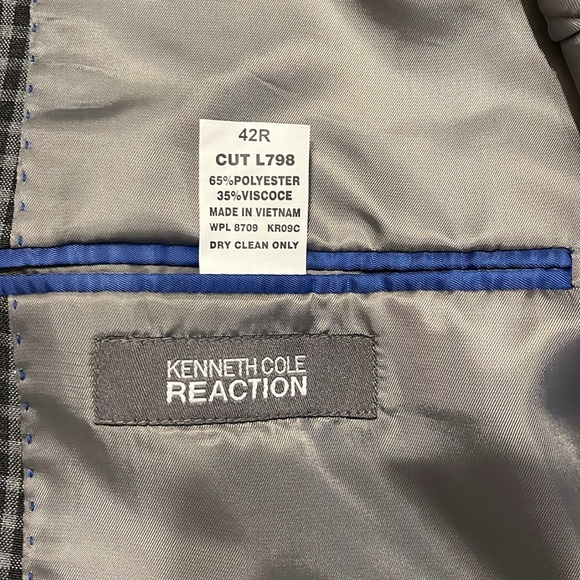 42R
CUT L798
65%POLYESTER
35%VISCOCE
MADE IN VIETNAM
WPL 8709 KR09C
DRY CLEAN ONLY
KENNETH COLE
REACTION